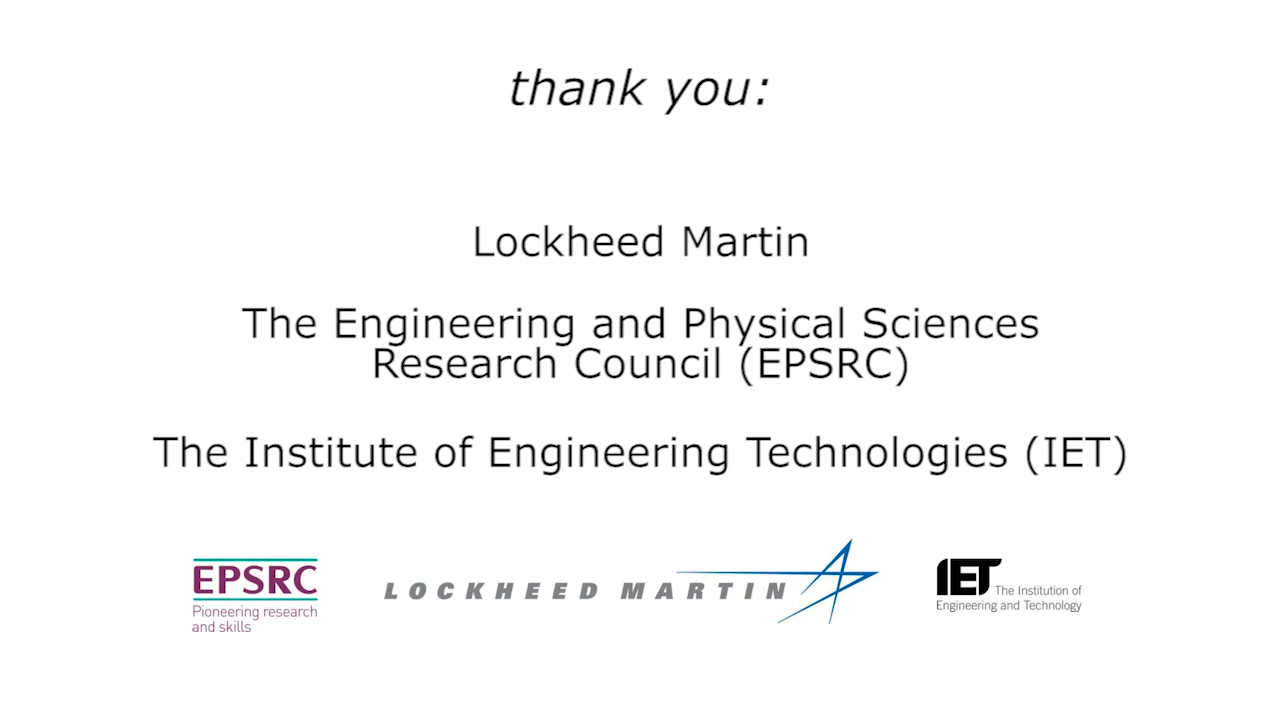 thank you:
Lockheed Martin
The Engineering and Physical Sciences
Research Council (EPSRC)
The Institute of Engineering Technologies (IET)
EPSRC
Pioneering research
and skills
LOCKHEED MARTIN
IET The Institution of
Engineering and Technology